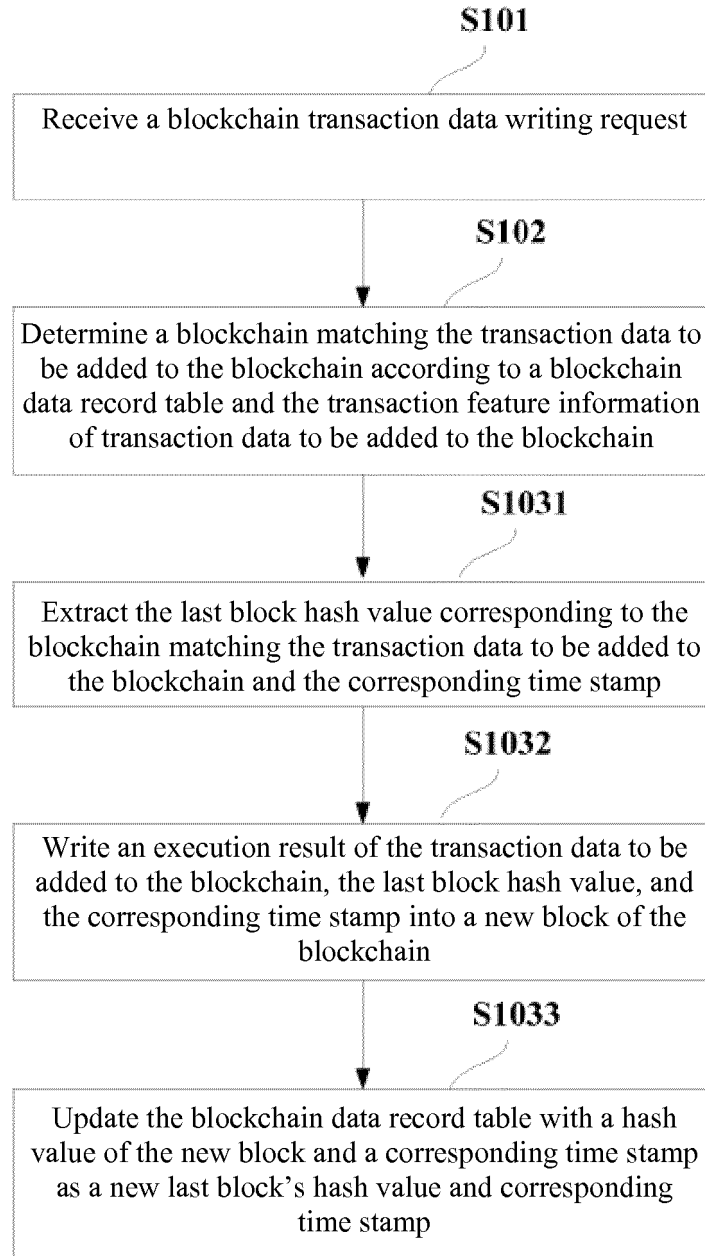 S101
Receive a blockchain transaction data writing request
S102
Determine a blockchain matching the transaction data to
be added to the blockchain according to a blockchain
data record table and the transaction feature information
of transaction data to be added to the blockchain
S1031
Extract the last block hash value corresponding to the
blockchain matching the transaction data to be added to
the blockchain and the corresponding time stamp
S1032
Write an execution result of the transaction data to be
added to the blockchain, the last block hash value, and
the corresponding time stamp into a new block of the
blockchain
S1033
Update the blockchain data record table with a hash
value of the new block and a corresponding time stamp
as a new last block’s hash value and corresponding
time stamp